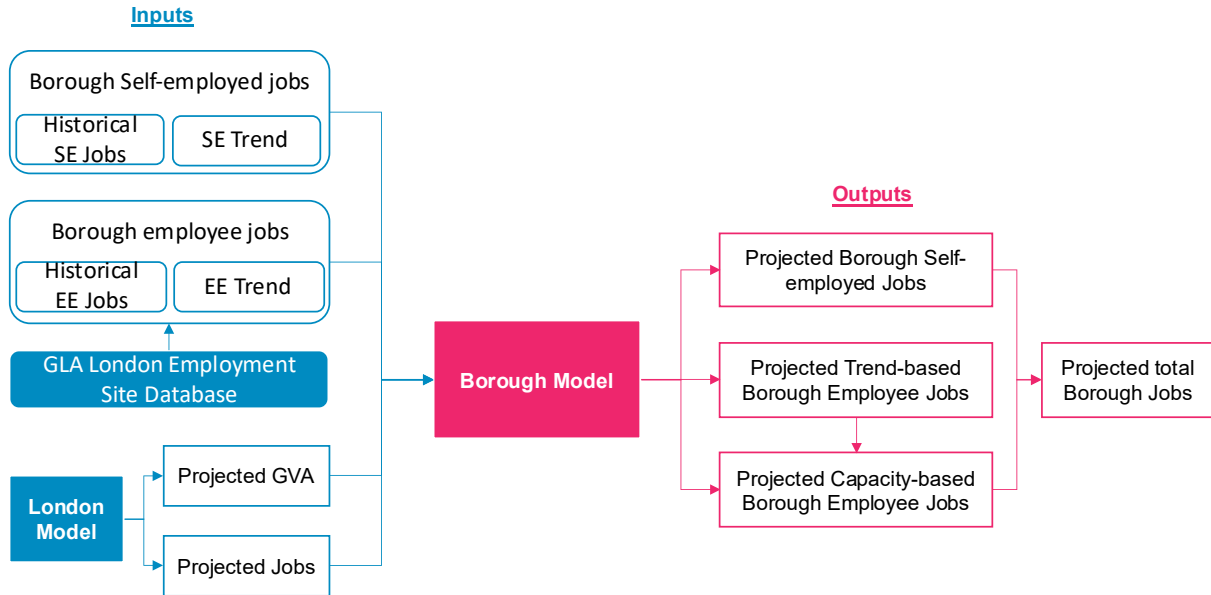 Inputs
Borough Self-employed jobs
Historical
SE Jobs
SE Trend
Borough employee jobs
Historical
EE Jobs
EE Trend
GLA London Employment
Site Database
London
Model
Projected GVA
Projected Jobs
Borough Model
Outputs
Projected Borough Self-
employed Jobs
Projected Trend-based
Borough Employee Jobs
Projected Capacity-based
Borough Employee Jobs
Projected total
Borough Jobs